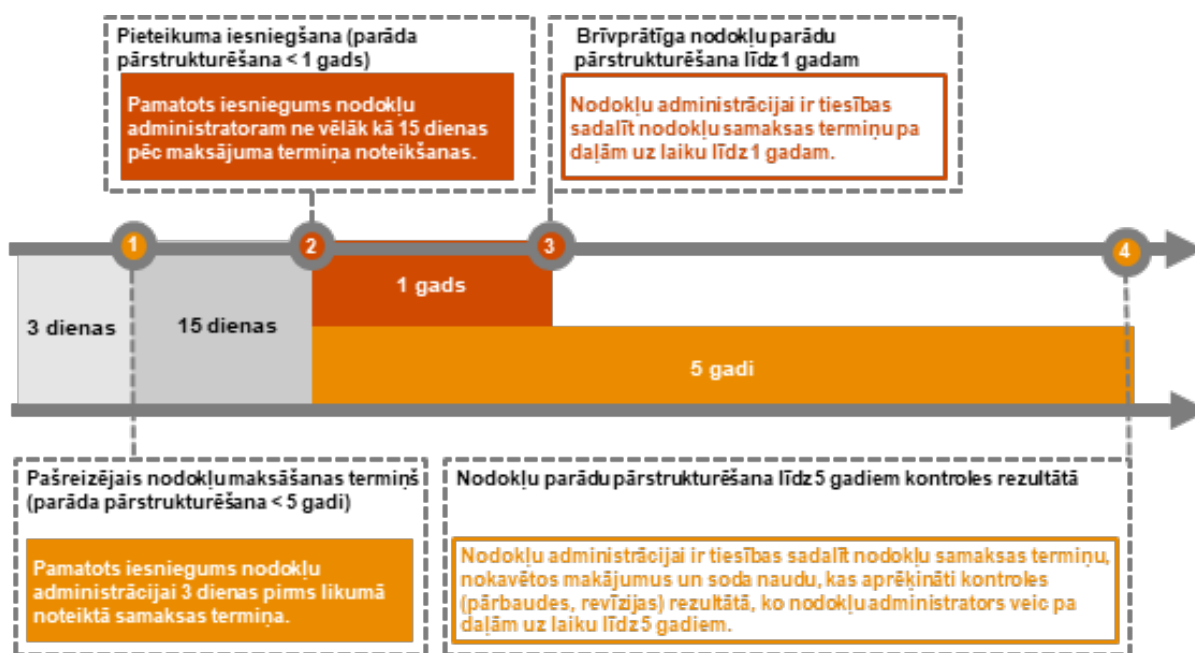 Pieteikuma iesniegšana (parāda
pārstrukturēšana < 1 gads)
Pamatots iesniegums nodokļu
administratoram ne vēlāk kā 15 dienas
pēc maksājuma termiņa noteikšanas.
Brīvprātīga nodokļu parādu
pārstrukturēšana līdz 1 gadam
Nodokļu administrācijai ir tiesības
sadalīt nodokļu samaksas termiņu pa
daļām uz laiku līdz 1 gadam.
1
2
3
4
3 dienas
15 dienas
1 gads
5 gadi
Pašreizējais nodokļu maksāšanas termiņš
(parāda pārstrukturēšana < 5 gadi)
Pamatots iesniegums nodokļu
administrācijai 3 dienas pirms likumā
noteiktā samaksas termiņa.
Nodokļu parādu pārstrukturēšana līdz 5 gadiem kontroles rezultātā
Nodokļu administrācijai ir tiesības sadalīt nodokļu samaksas termiņu,
nokavētos makājumus un soda naudu, kas aprēķināti kontroles
(pārbaudes, revīzijas) rezultātā, ko nodokļu administrators veic pa
daļām uz laiku līdz 5 gadiem.